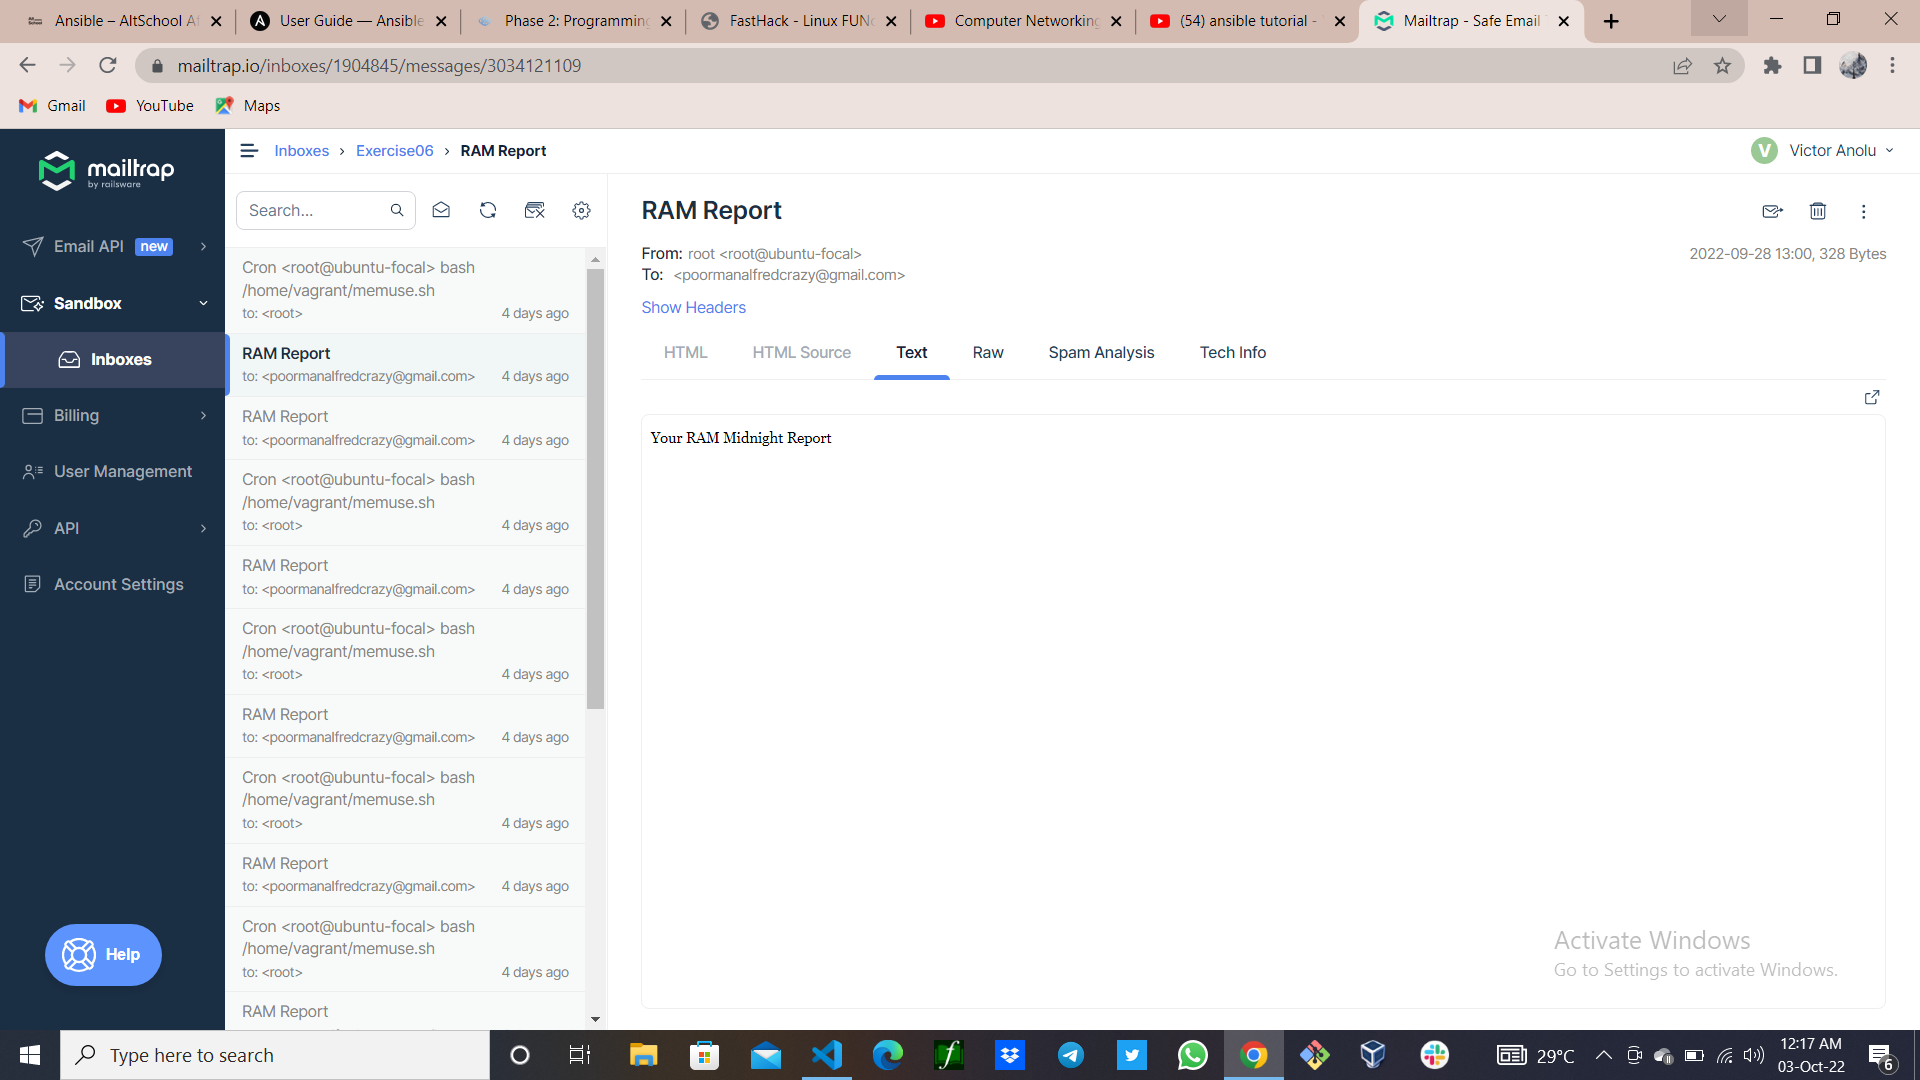 Ansible – AltSchool Af
User Guide — Ansible
Phase 2: Programming
FastHack - Linux FUN
Computer Networking
(54) ansible tutorial -
Mailtrap - Safe Email
mailtrap.io/inboxes/1904845/messages/3034121109
Gmail
YouTube
Maps
mailtrap
by railsware
Inboxes › Exercise06 › RAM Report
V
Victor Anolu
Email API new
Sandbox
Inboxes
Billing
User Management
API
Account Settings
Help
Search...
Cron <root@ubuntu-focal> bash
/home/vagrant/memuse.sh
to: <root> 4 days ago
RAM Report
to: <poormanalfredcrazy@gmail.com> 4 days ago
RAM Report
to: <poormanalfredcrazy@gmail.com> 4 days ago
Cron <root@ubuntu-focal> bash
/home/vagrant/memuse.sh
to: <root> 4 days ago
RAM Report
to: <poormanalfredcrazy@gmail.com> 4 days ago
Cron <root@ubuntu-focal> bash
/home/vagrant/memuse.sh
to: <root> 4 days ago
RAM Report
to: <poormanalfredcrazy@gmail.com> 4 days ago
Cron <root@ubuntu-focal> bash
/home/vagrant/memuse.sh
to: <root> 4 days ago
RAM Report
to: <poormanalfredcrazy@gmail.com> 4 days ago
Cron <root@ubuntu-focal> bash
/home/vagrant/memuse.sh
to: <root> 4 days ago
RAM Report
RAM Report
From: root <root@ubuntu-focal>
2022-09-28 13:00, 328 Bytes
To: <poormanalfredcrazy@gmail.com>
Show Headers
HTML HTML Source Text Raw Spam Analysis Tech Info
Your RAM Midnight Report
Activate Windows
Go to Settings to activate Windows.
Type here to search
29°C
12:17 AM
03-Oct-22
6